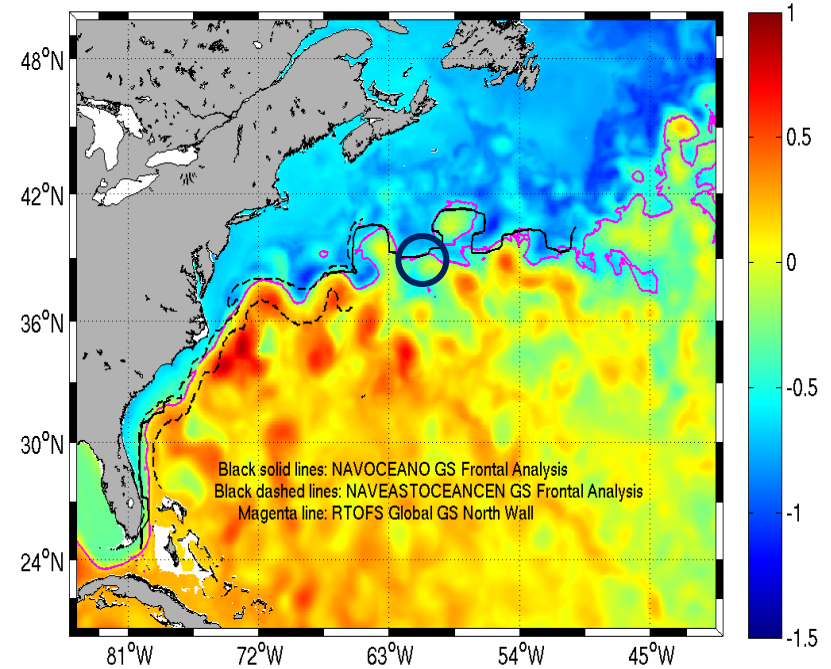 1
48°N
0.5
42°N
0
36°N
-0.5
30°N
Black solid lines: NAVOCEANO GS Frontal Analysis
Black dashed lines: NAVEASTOCEANCEN GS Frontal Analysis
Magenta line: RTOFS Global GS North Wall
-1
24°N
-1.5
81°W 72°W 63°W 54°W 45°W